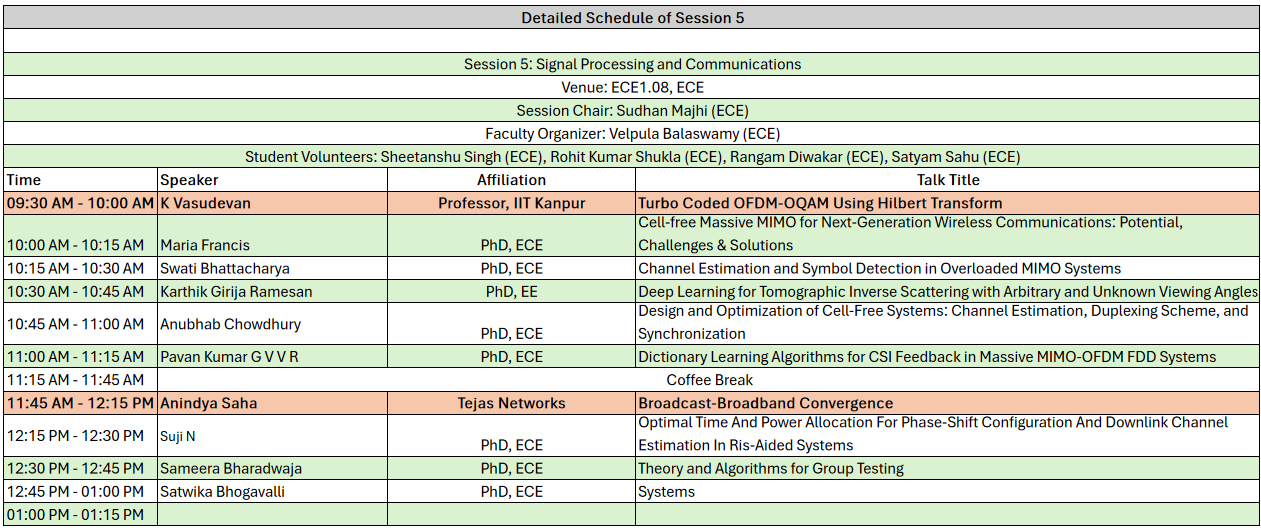 Detailed Schedule of Session 5
Session 5: Signal Processing and Communications
Venue: ECE1.08, ECE
Session Chair: Sudhan Majhi (ECE)
Faculty Organizer: Velpula Balaswamy (ECE)
Student Volunteers: Sheetanshu Singh (ECE), Rohit Kumar Shukla (ECE), Rangam Diwakar (ECE), Satyam Sahu (ECE)
Time Speaker Affiliation Talk Title
09:30 AM - 10:00 AM K Vasudevan Professor, IIT Kanpur Turbo Coded OFDM-OQAM Using Hilbert Transform
10:00 AM - 10:15 AM Maria Francis PhD, ECE Cell-free Massive MIMO for Next-Generation Wireless Communications: Potential,
Challenges & Solutions
10:15 AM - 10:30 AM Swati Bhattacharya PhD, ECE Channel Estimation and Symbol Detection in Overloaded MIMO Systems
10:30 AM - 10:45 AM Karthik Girija Ramesan PhD, EE Deep Learning for Tomographic Inverse Scattering with Arbitrary and Unknown Viewing Angles
10:45 AM - 11:00 AM Anubhab Chowdhury PhD, ECE Design and Optimization of Cell-Free Systems: Channel Estimation, Duplexing Scheme, and
Synchronization
11:00 AM - 11:15 AM Pavan Kumar G V V R PhD, ECE Dictionary Learning Algorithms for CSI Feedback in Massive MIMO-OFDM FDD Systems
11:15 AM - 11:45 AM Coffee Break
11:45 AM - 12:15 PM Anindya Saha Tejas Networks Broadcast-Broadband Convergence
12:15 PM - 12:30 PM Suji N PhD, ECE Optimal Time And Power Allocation For Phase-Shift Configuration And Downlink Channel
Estimation In Ris-Aided Systems
12:30 PM - 12:45 PM Sameera Bharadwaja PhD, ECE Theory and Algorithms for Group Testing
12:45 PM - 01:00 PM Satwika Bhogavalli PhD, ECE Systems
01:00 PM - 01:15 PM